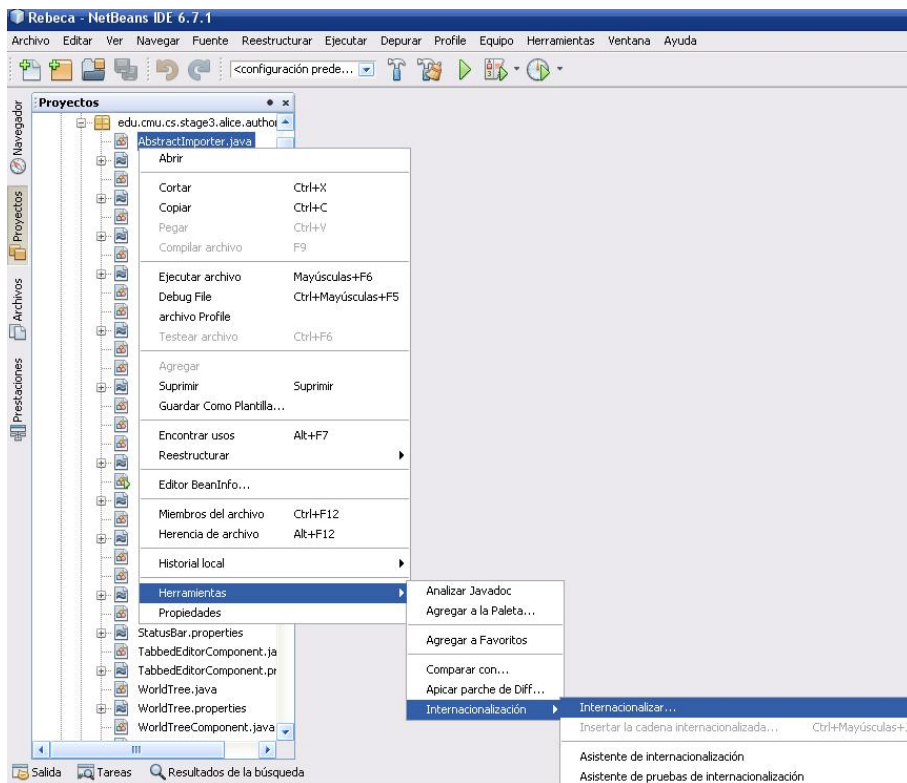 Rebeca - NetBeans IDE 6.7.1
Archivo Editar Ver Navegar Fuente Reestructurar Ejecutar Depurar Profile Equipo Herramientas Ventana Ayuda
<configuración prede...
Navegador
Proyectos
Archivos
Prestaciones
Proyectos
edu.cmu.cs.stage3.alice.author
AbstractImporter.java
Abrir
Cortar Ctrl+X
Copiar Ctrl+C
Pegar Ctrl+V
Compilar archivo F9
Ejecutar archivo Mayúsculas+F6
Debug File Ctrl+Mayúsculas+F5
archivo Profile
Testear archivo Ctrl+F6
Agregar
Suprimir Suprimir
Guardar Como Plantilla...
Encontrar usos Alt+F7
Reestructurar
Editor BeanInfo...
Miembros del archivo Ctrl+F12
Herencia de archivo Alt+F12
Historial local
Herramientas
Propiedades
Analizar Javadoc
Agregar a la Paleta...
Agregar a Favoritos
Comparar con...
Apicar parche de Diff...
Internacionalización
Internacionalizar...
Insertar la cadena internacionalizada... Ctrl+Mayúsculas+
Asistente de internacionalización
Asistente de pruebas de internacionalización
StatusBar.properties
TabbedEditorComponent.ja
TabbedEditorComponent.pr
WorldTree.java
WorldTree.properties
WorldTreeComponent.java
Salida Tareas Resultados de la búsqueda